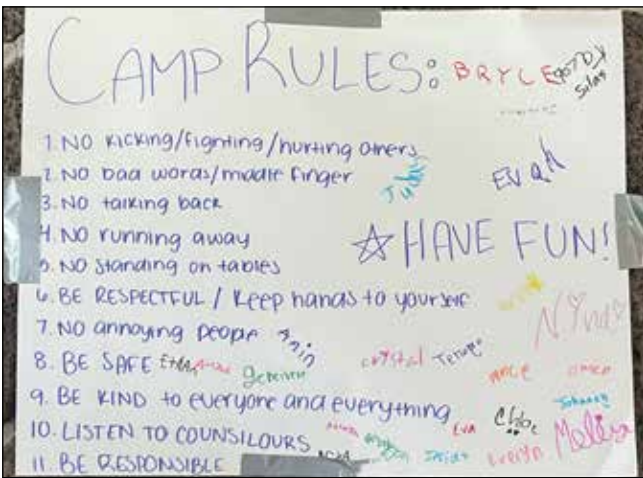 CAMP RULES: BRYCE
Silas
1. NO kicking/fighting/hurting others
Evan
2. NO bad words/middle finger
3. NO talking back
4. NO running away
☆ HAVE FUN!
5. NO standing on tables
6. BE RESPECTFUL / Keep hands to yourself
7. NO annoying people
8. BE SAFE Ethan
crystal
9. BE KIND to everyone and everything
Chloe
10. LISTEN TO COUNSILOURS
Eva
Evelyn
Melissa
11. BE RESPONSIBLE